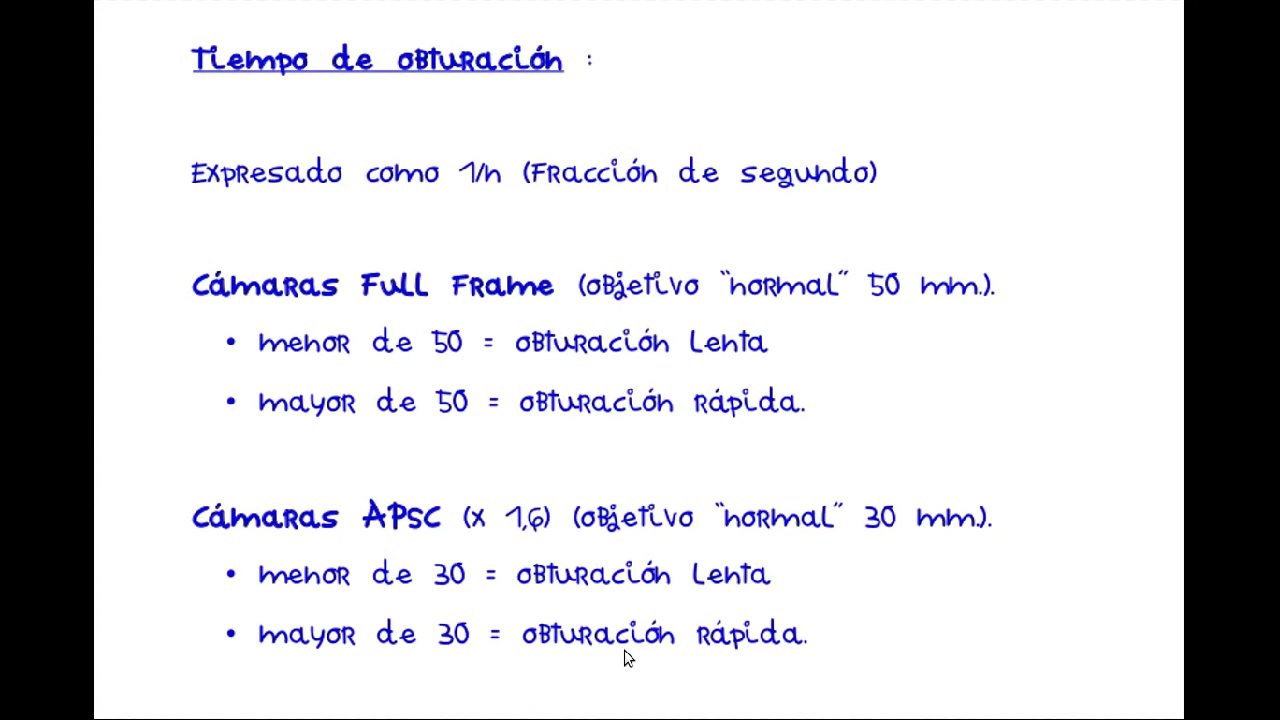 Tiempo de obturación :
Expresado como 1/n (Fracción de segundo)
Cámaras Full Frame (objetivo "normal" 50 mm.).
• menor de 50 = obturación Lenta
• mayor de 50 = obturación rápida.
Cámaras APSC (x 1,6) (objetivo "normal" 30 mm.).
• menor de 30 = obturación Lenta
• mayor de 30 = obturación rápida.